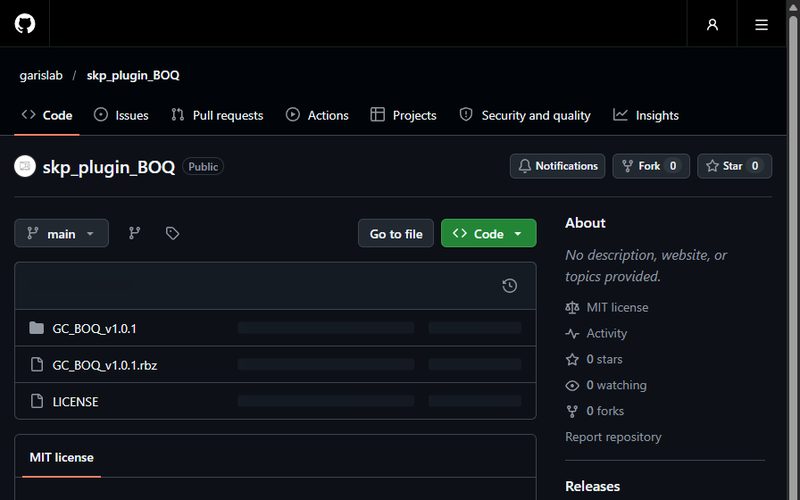 garislab / skp_plugin_BOQ
Code Issues Pull requests Actions Projects Security and quality Insights
skp_plugin_BOQ Public
Notifications Fork 0 Star 0
main
Go to file
Code
GC_BOQ_v1.0.1
GC_BOQ_v1.0.1.rbz
LICENSE
MIT license
About
No description, website, or
topics provided.
MIT license
Activity
0 stars
0 watching
0 forks
Report repository
Releases